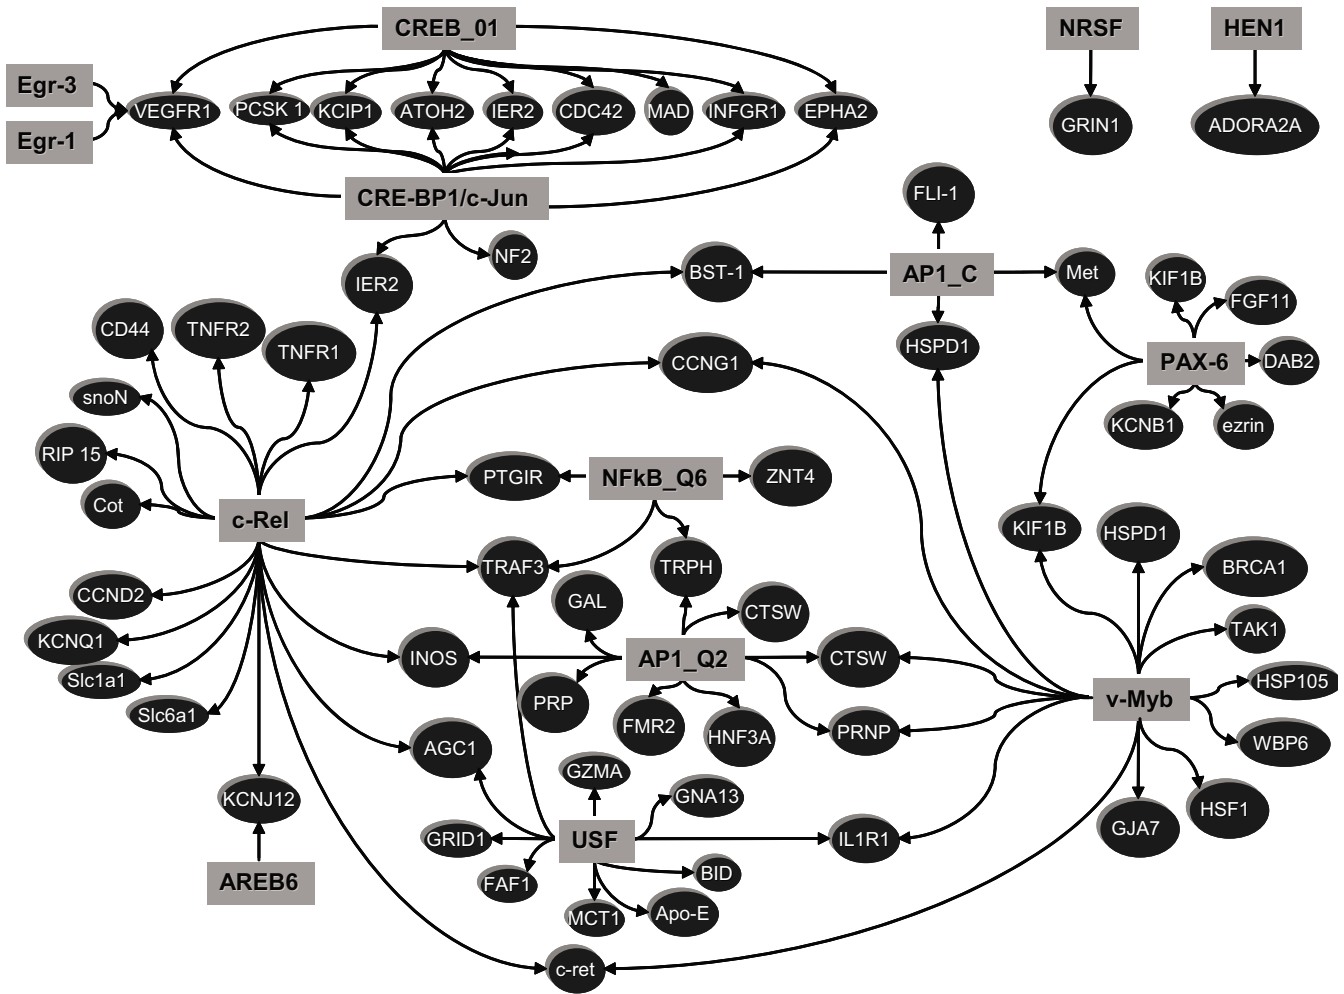 CREB_01
NRSF
HEN1
Egr-3
Egr-1
VEGFR1
PCSK 1
KCIP1
ATOH2
IER2
CDC42
MAD
INFGR1
EPHA2
GRIN1
ADORA2A
CRE-BP1/c-Jun
FLI-1
NF2
IER2
BST-1
AP1_C
Met
KIF1B
FGF11
CD44
TNFR2
TNFR1
HSPD1
CCNG1
PAX-6
DAB2
snoN
KCNB1
ezrin
RIP 15
PTGIR
NFkB_Q6
ZNT4
Cot
c-Rel
KIF1B
HSPD1
TRAF3
TRPH
BRCA1
CCND2
GAL
CTSW
TAK1
KCNQ1
INOS
AP1_Q2
CTSW
Slc1a1
HSP105
v-Myb
Slc6a1
PRP
FMR2
HNF3A
PRNP
WBP6
AGC1
GZMA
GNA13
KCNJ12
HSF1
GJA7
GRID1
USF
IL1R1
AREB6
FAF1
BID
MCT1
Apo-E
c-ret